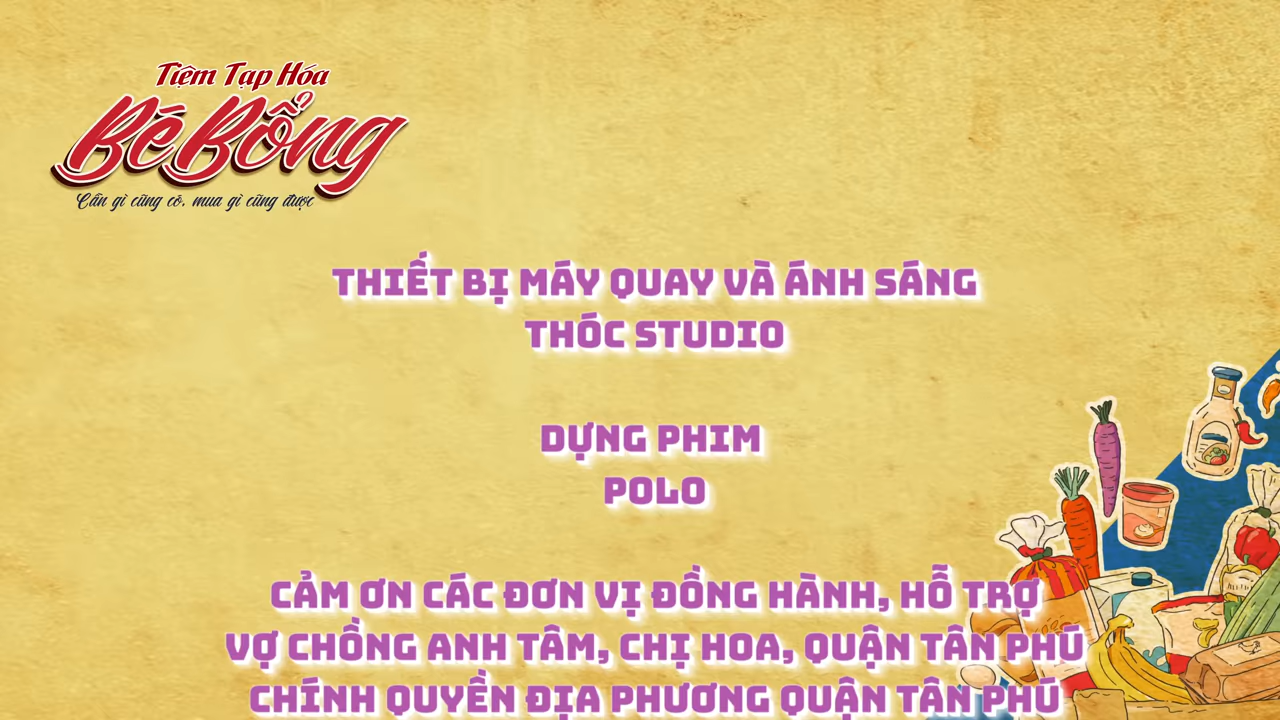 Tiệm Tạp Hóa
Bé Bổng
Cần gì cũng có, mua gì cũng được
THIẾT BỊ MÁY QUAY VÀ ÁNH SÁNG
THÓC STUDIO
DỰNG PHIM
POLO
CẢM ƠN CÁC ĐƠN VỊ ĐỒNG HÀNH, HỖ TRỢ
VỢ CHỒNG ANH TÂM, CHỊ HOA, QUẬN TÂN PHÚ
CHÍNH QUYỀN ĐỊA PHƯƠNG QUẬN TÂN PHÚ